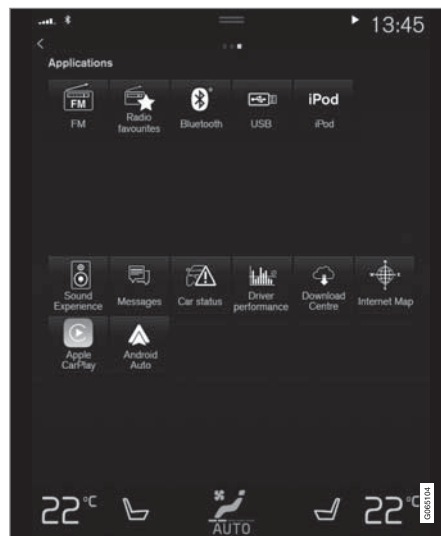 13:45
Applications
FM
iPod
FM
Radio
favourites
Bluetooth
USB
iPod
Sound
Experience
Messages
Car status
Driver
performance
Download
Centre
Internet Map
Apple
CarPlay
Android
Auto
22°C
AUTO
22°C
G065104